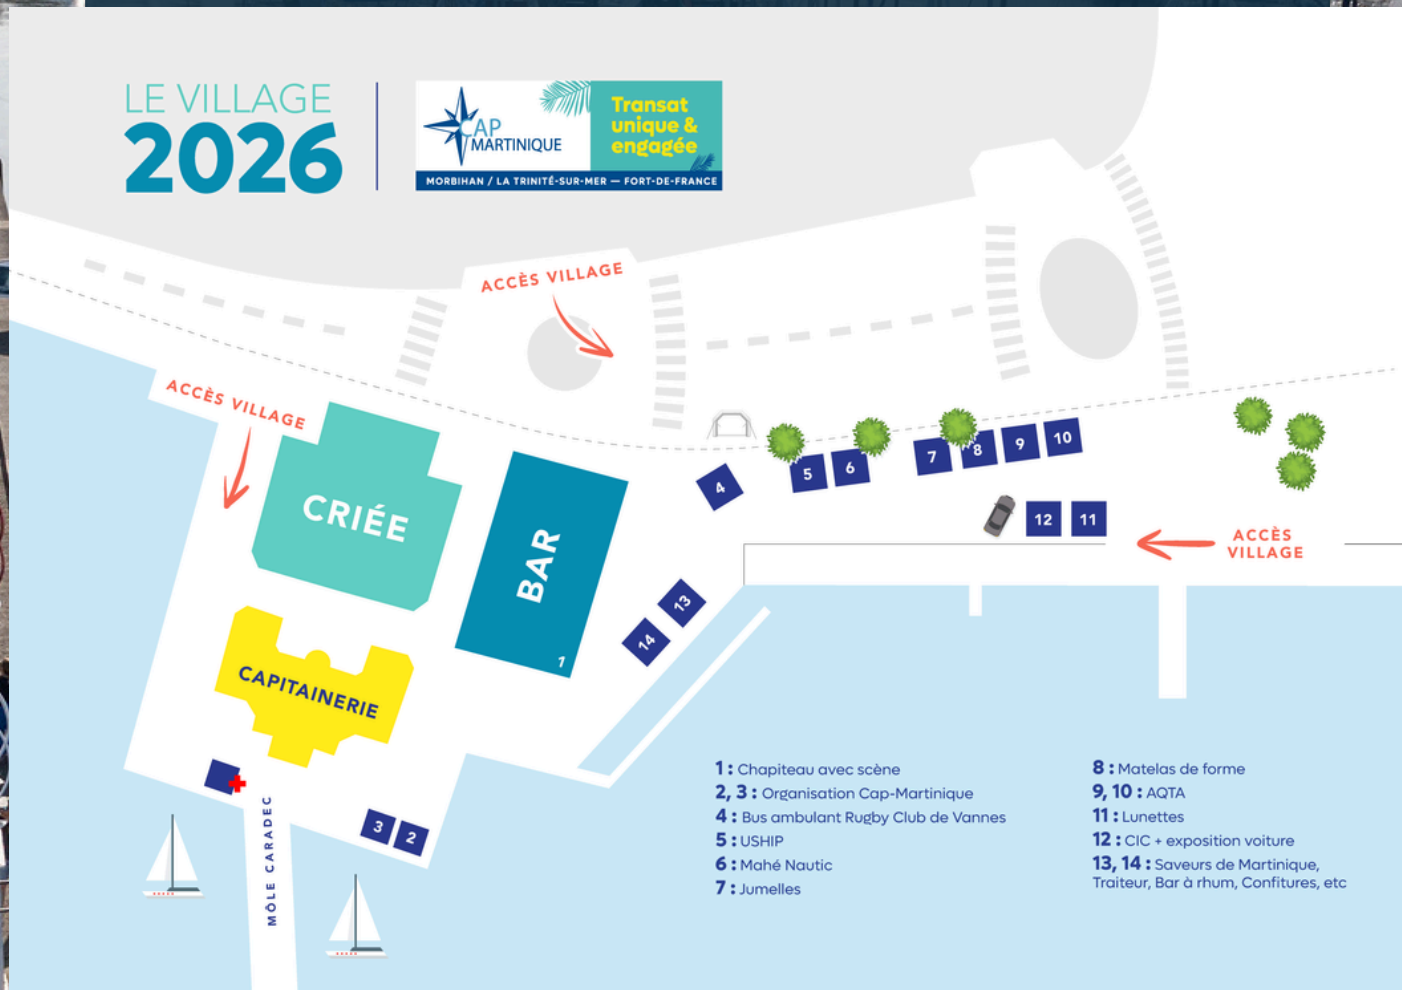 LE VILLAGE
2026
CAP
MARTINIQUE
Transat
unique &
engagée
MORBIHAN / LA TRINITÉ-SUR-MER — FORT-DE-FRANCE
ACCÈS VILLAGE
ACCÈS VILLAGE
CRIÉE
BAR
1
CAPITAINERIE
4
5
6
7
8
9
10
12
11
ACCÈS
VILLAGE
13
14
3
2
MÔLE CARADEC
1 : Chapiteau avec scène
2, 3 : Organisation Cap-Martinique
4 : Bus ambulant Rugby Club de Vannes
5 : USHIP
6 : Mahé Nautic
7 : Jumelles
8 : Matelas de forme
9, 10 : AQTA
11 : Lunettes
12 : CIC + exposition voiture
13, 14 : Saveurs de Martinique,
Traiteur, Bar à rhum, Confitures, etc